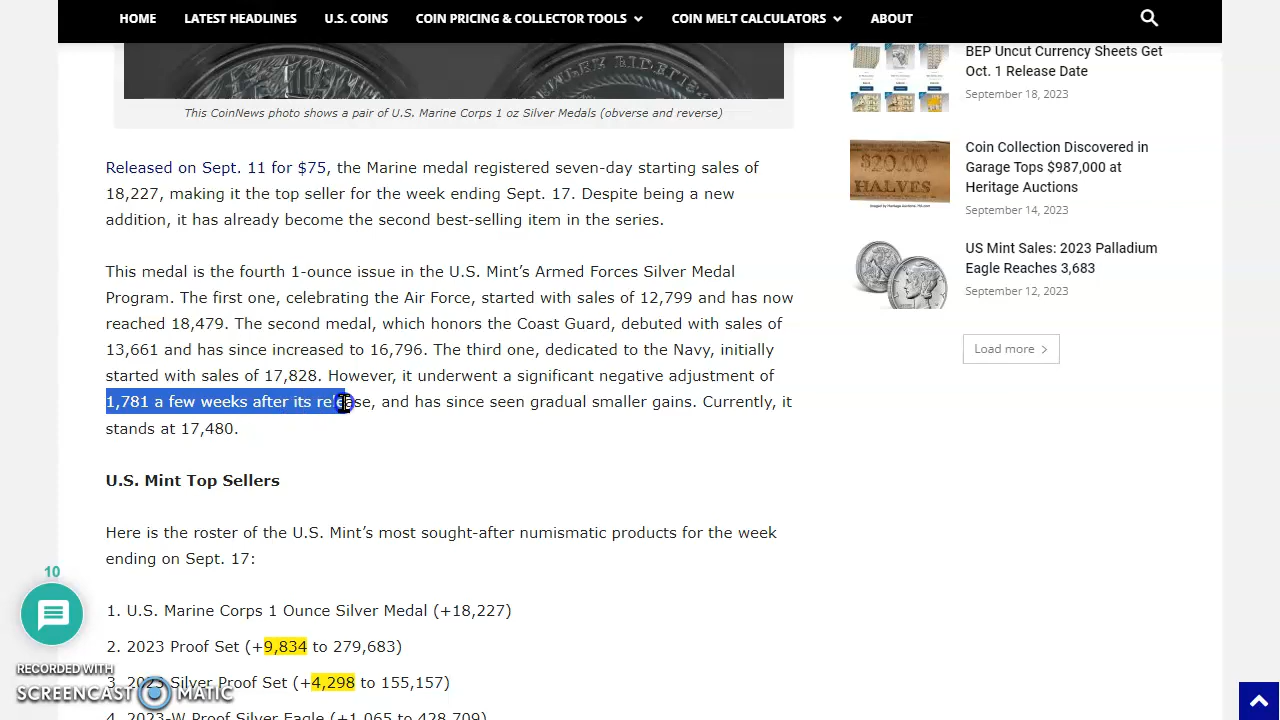 HOME LATEST HEADLINES U.S. COINS COIN PRICING & COLLECTOR TOOLS COIN MELT CALCULATORS ABOUT
This CoinNews photo shows a pair of U.S. Marine Corps 1 oz Silver Medals (obverse and reverse)
Released on Sept. 11 for $75, the Marine medal registered seven-day starting sales of
18,227, making it the top seller for the week ending Sept. 17. Despite being a new
addition, it has already become the second best-selling item in the series.
This medal is the fourth 1-ounce issue in the U.S. Mint's Armed Forces Silver Medal
Program. The first one, celebrating the Air Force, started with sales of 12,799 and has now
reached 18,479. The second medal, which honors the Coast Guard, debuted with sales of
13,661 and has since increased to 16,796. The third one, dedicated to the Navy, initially
started with sales of 17,828. However, it underwent a significant negative adjustment of
1,781 a few weeks after its release, and has since seen gradual smaller gains. Currently, it
stands at 17,480.
U.S. Mint Top Sellers
Here is the roster of the U.S. Mint's most sought-after numismatic products for the week
ending on Sept. 17:
1. U.S. Marine Corps 1 Ounce Silver Medal (+18,227)
2. 2023 Proof Set (+9,834 to 279,683)
3. 2023 Silver Proof Set (+4,298 to 155,157)
4. 2023-W Proof Silver Eagle (+1,065 to 428,709)
BEP Uncut Currency Sheets Get
Oct. 1 Release Date
September 18, 2023
$20.00
HALVES
Coin Collection Discovered in
Garage Tops $987,000 at
Heritage Auctions
September 14, 2023
US Mint Sales: 2023 Palladium
Eagle Reaches 3,683
September 12, 2023
Load more
10
RECORDED WITH
SCREENCAST MATIC